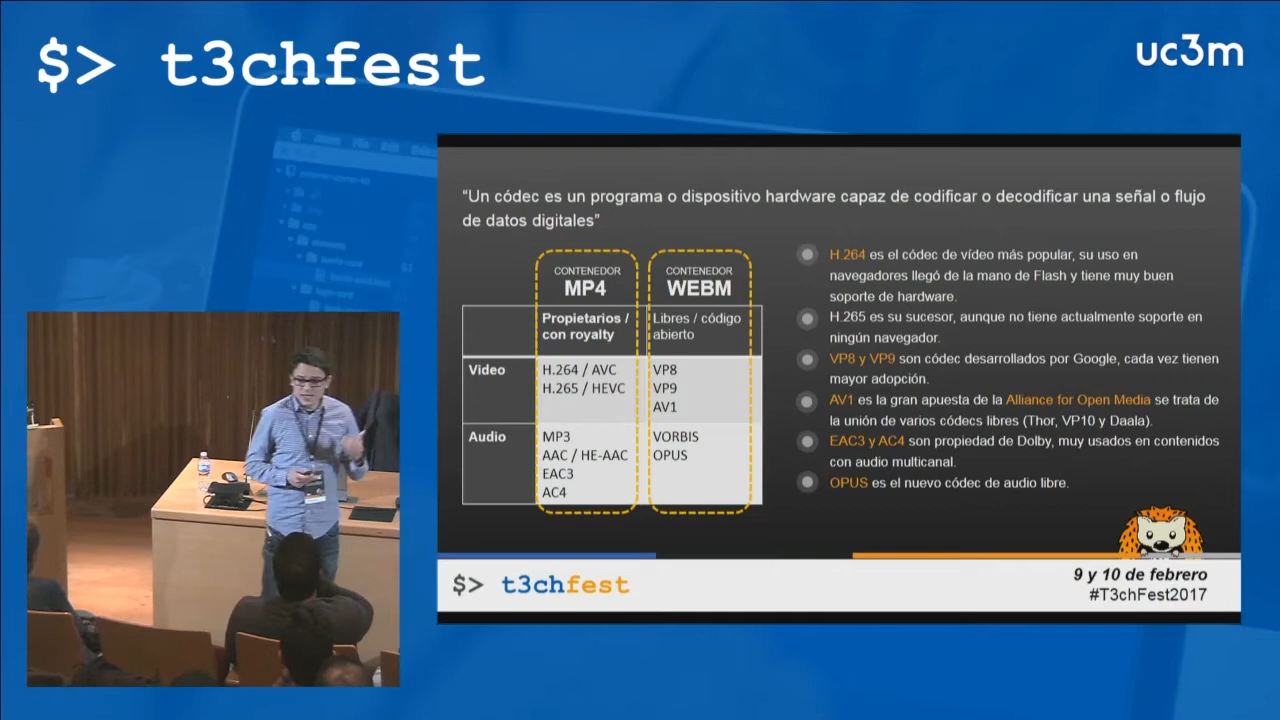 $> t3chfest
uc3m
“Un códec es un programa o dispositivo hardware capaz de codificar o decodificar una señal o flujo
de datos digitales”
CONTENEDOR
MP4
CONTENEDOR
WEBM
Propietarios /
con royalty
Libres / código
abierto
Video
H.264 / AVC
H.265 / HEVC
VP8
VP9
AV1
Audio
MP3
AAC / HE-AAC
EAC3
AC4
VORBIS
OPUS
H.264 es el códec de vídeo más popular, su uso en
navegadores llegó de la mano de Flash y tiene muy buen
soporte de hardware.
H.265 es su sucesor, aunque no tiene actualmente soporte en
ningún navegador.
VP8 y VP9 son códec desarrollados por Google, cada vez tienen
mayor adopción.
AV1 es la gran apuesta de la Alliance for Open Media se trata de
la unión de varios códecs libres (Thor, VP10 y Daala).
EAC3 y AC4 son propiedad de Dolby, muy usados en contenidos
con audio multicanal.
OPUS es el nuevo códec de audio libre.
$> t3chfest
9 y 10 de febrero
#T3chFest2017